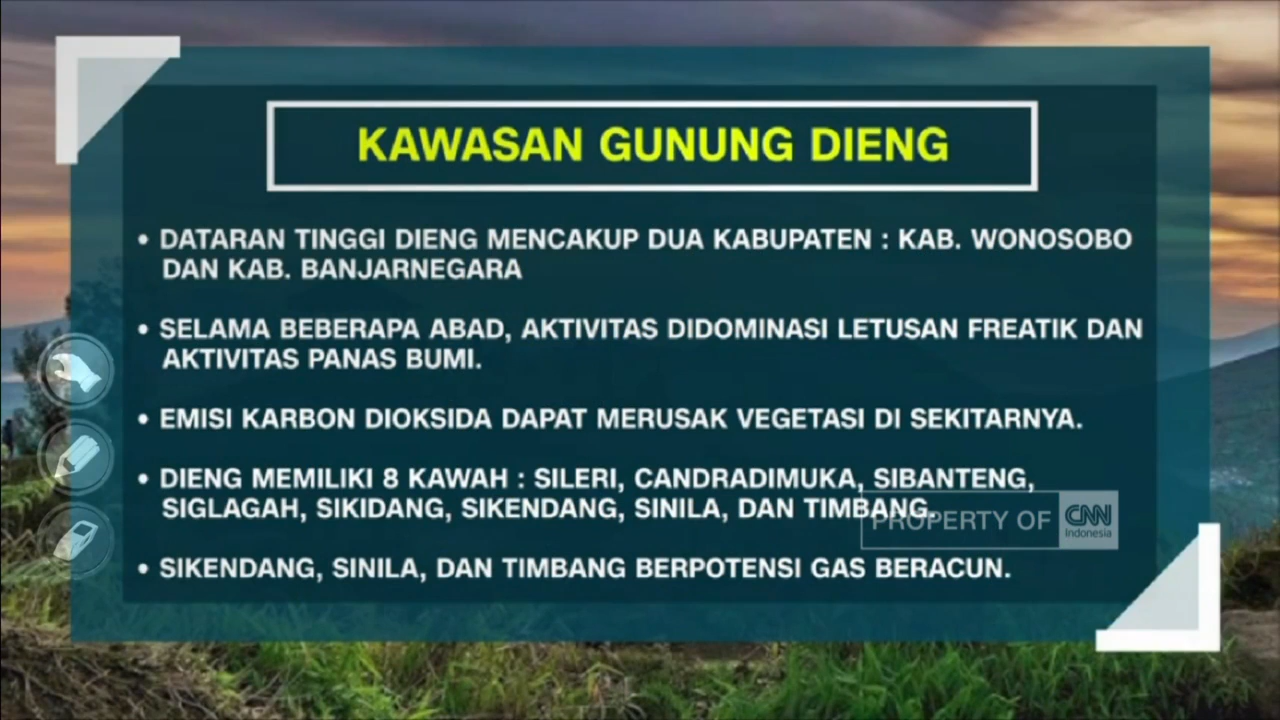 KAWASAN GUNUNG DIENG
• DATARAN TINGGI DIENG MENCAKUP DUA KABUPATEN : KAB. WONOSOBO
DAN KAB. BANJARNEGARA
• SELAMA BEBERAPA ABAD, AKTIVITAS DIDOMINASI LETUSAN FREATIK DAN
AKTIVITAS PANAS BUMI.
• EMISI KARBON DIOKSIDA DAPAT MERUSAK VEGETASI DI SEKITARNYA.
• DIENG MEMILIKI 8 KAWAH : SILERI, CANDRADIMUKA, SIBANTENG,
SIGLAGAH, SIKIDANG, SIKENDANG, SINILA, DAN TIMBANG.
PROPERTY OF CNN Indonesia
• SIKENDANG, SINILA, DAN TIMBANG BERPOTENSI GAS BERACUN.